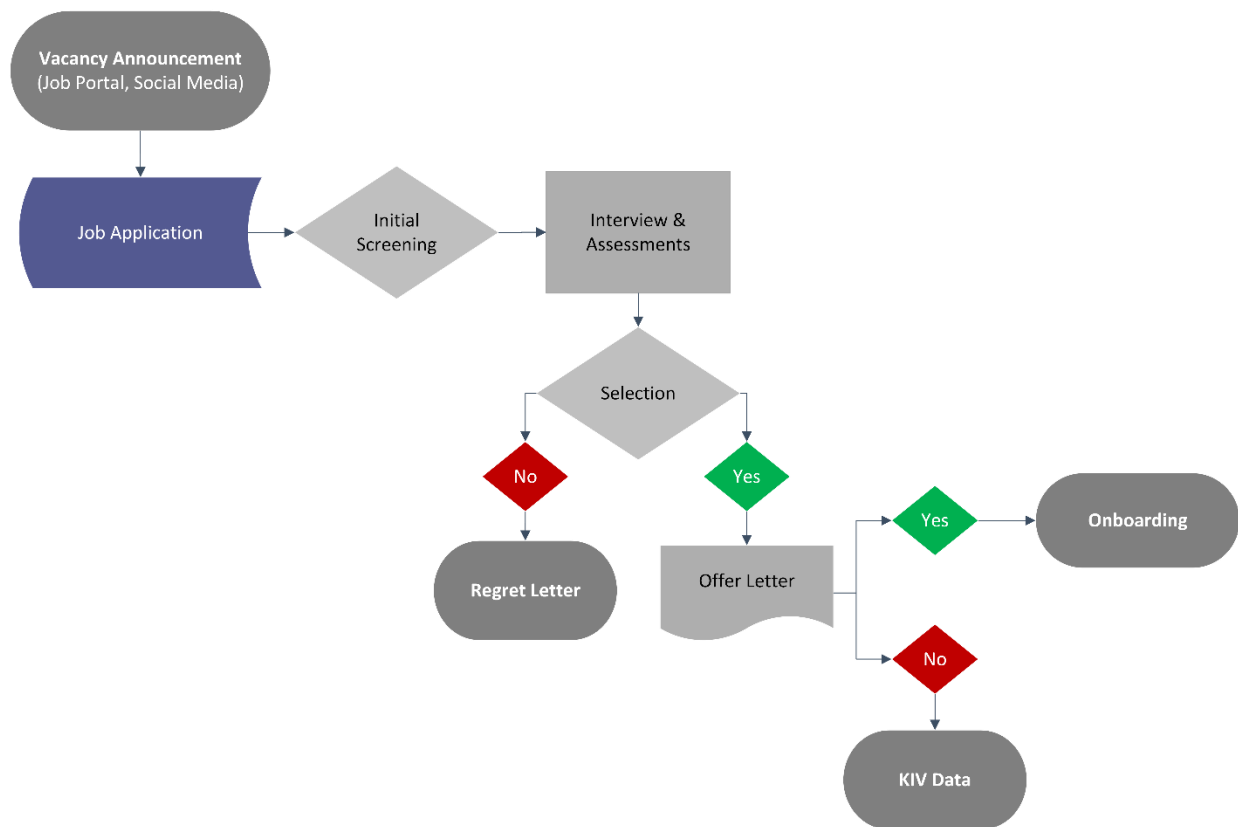 Vacancy Announcement
(Job Portal, Social Media)
Job Application
Initial
Screening
Interview &
Assessments
Selection
No
Yes
Regret Letter
Offer Letter
Yes
Onboarding
No
KIV Data